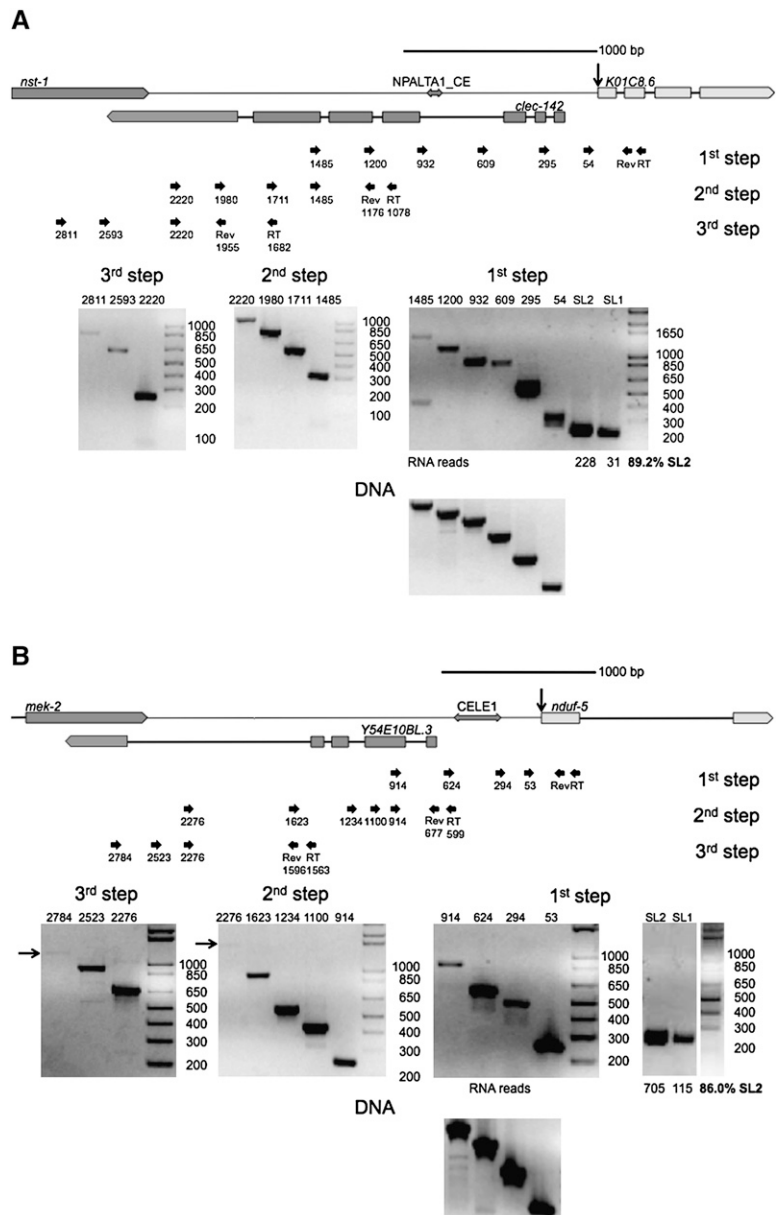 A
1000 bp
nst-1
NPALTA1_CE
K01C8.6
clec-142
1485 1200 932 609 295 54 Rev RT
1st step
2220 1980 1711 1485 Rev 1176 RT 1078
2nd step
2811 2593 2220 Rev 1955 RT 1682
3rd step
3rd step
2811 2593 2220
1000
850
650
500
400
300
200
100
2nd step
2220 1980 1711 1485
1000
850
650
500
400
300
200
100
1st step
1485 1200 932 609 295 54 SL2 SL1
1650
1000
850
650
500
400
300
200
RNA reads 228 31 89.2% SL2
DNA
B
1000 bp
mek-2
CELE1
nduf-5
Y54E10BL.3
914 624 294 53 RevRT
1st step
2276 1623 1234 1100 914 Rev 677 RT 599
2nd step
2784 2523 2276 Rev 1596 RT 1563
3rd step
3rd step
2784 2523 2276
1000
850
650
500
400
300
200
2nd step
2276 1623 1234 1100 914
1000
850
650
500
400
300
200
1st step
914 624 294 53
1000
850
650
500
400
300
200
SL2 SL1
1000
850
650
500
400
300
200
RNA reads 705 115 86.0% SL2
DNA